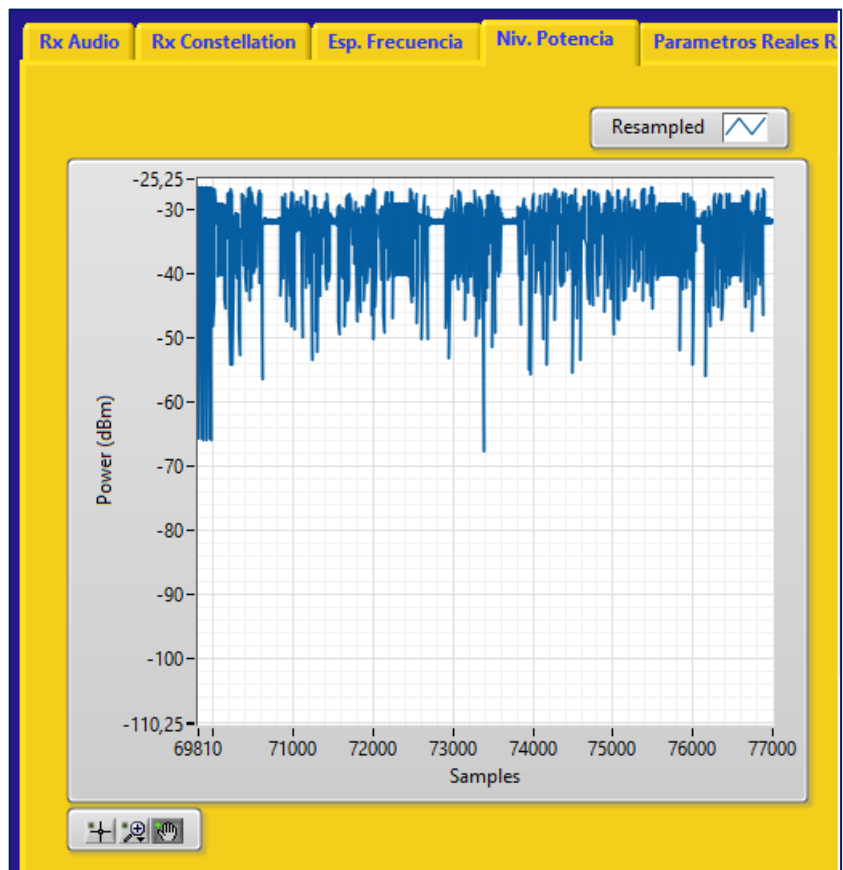 Rx Audio Rx Constellation Esp. Frecuencia Niv. Potencia Parametros Reales R
Resampled
-25,25
-30
-40
-50
-60
-70
-80
-90
-100
-110,25
Power (dBm)
69810 71000 72000 73000 74000 75000 76000 77000
Samples